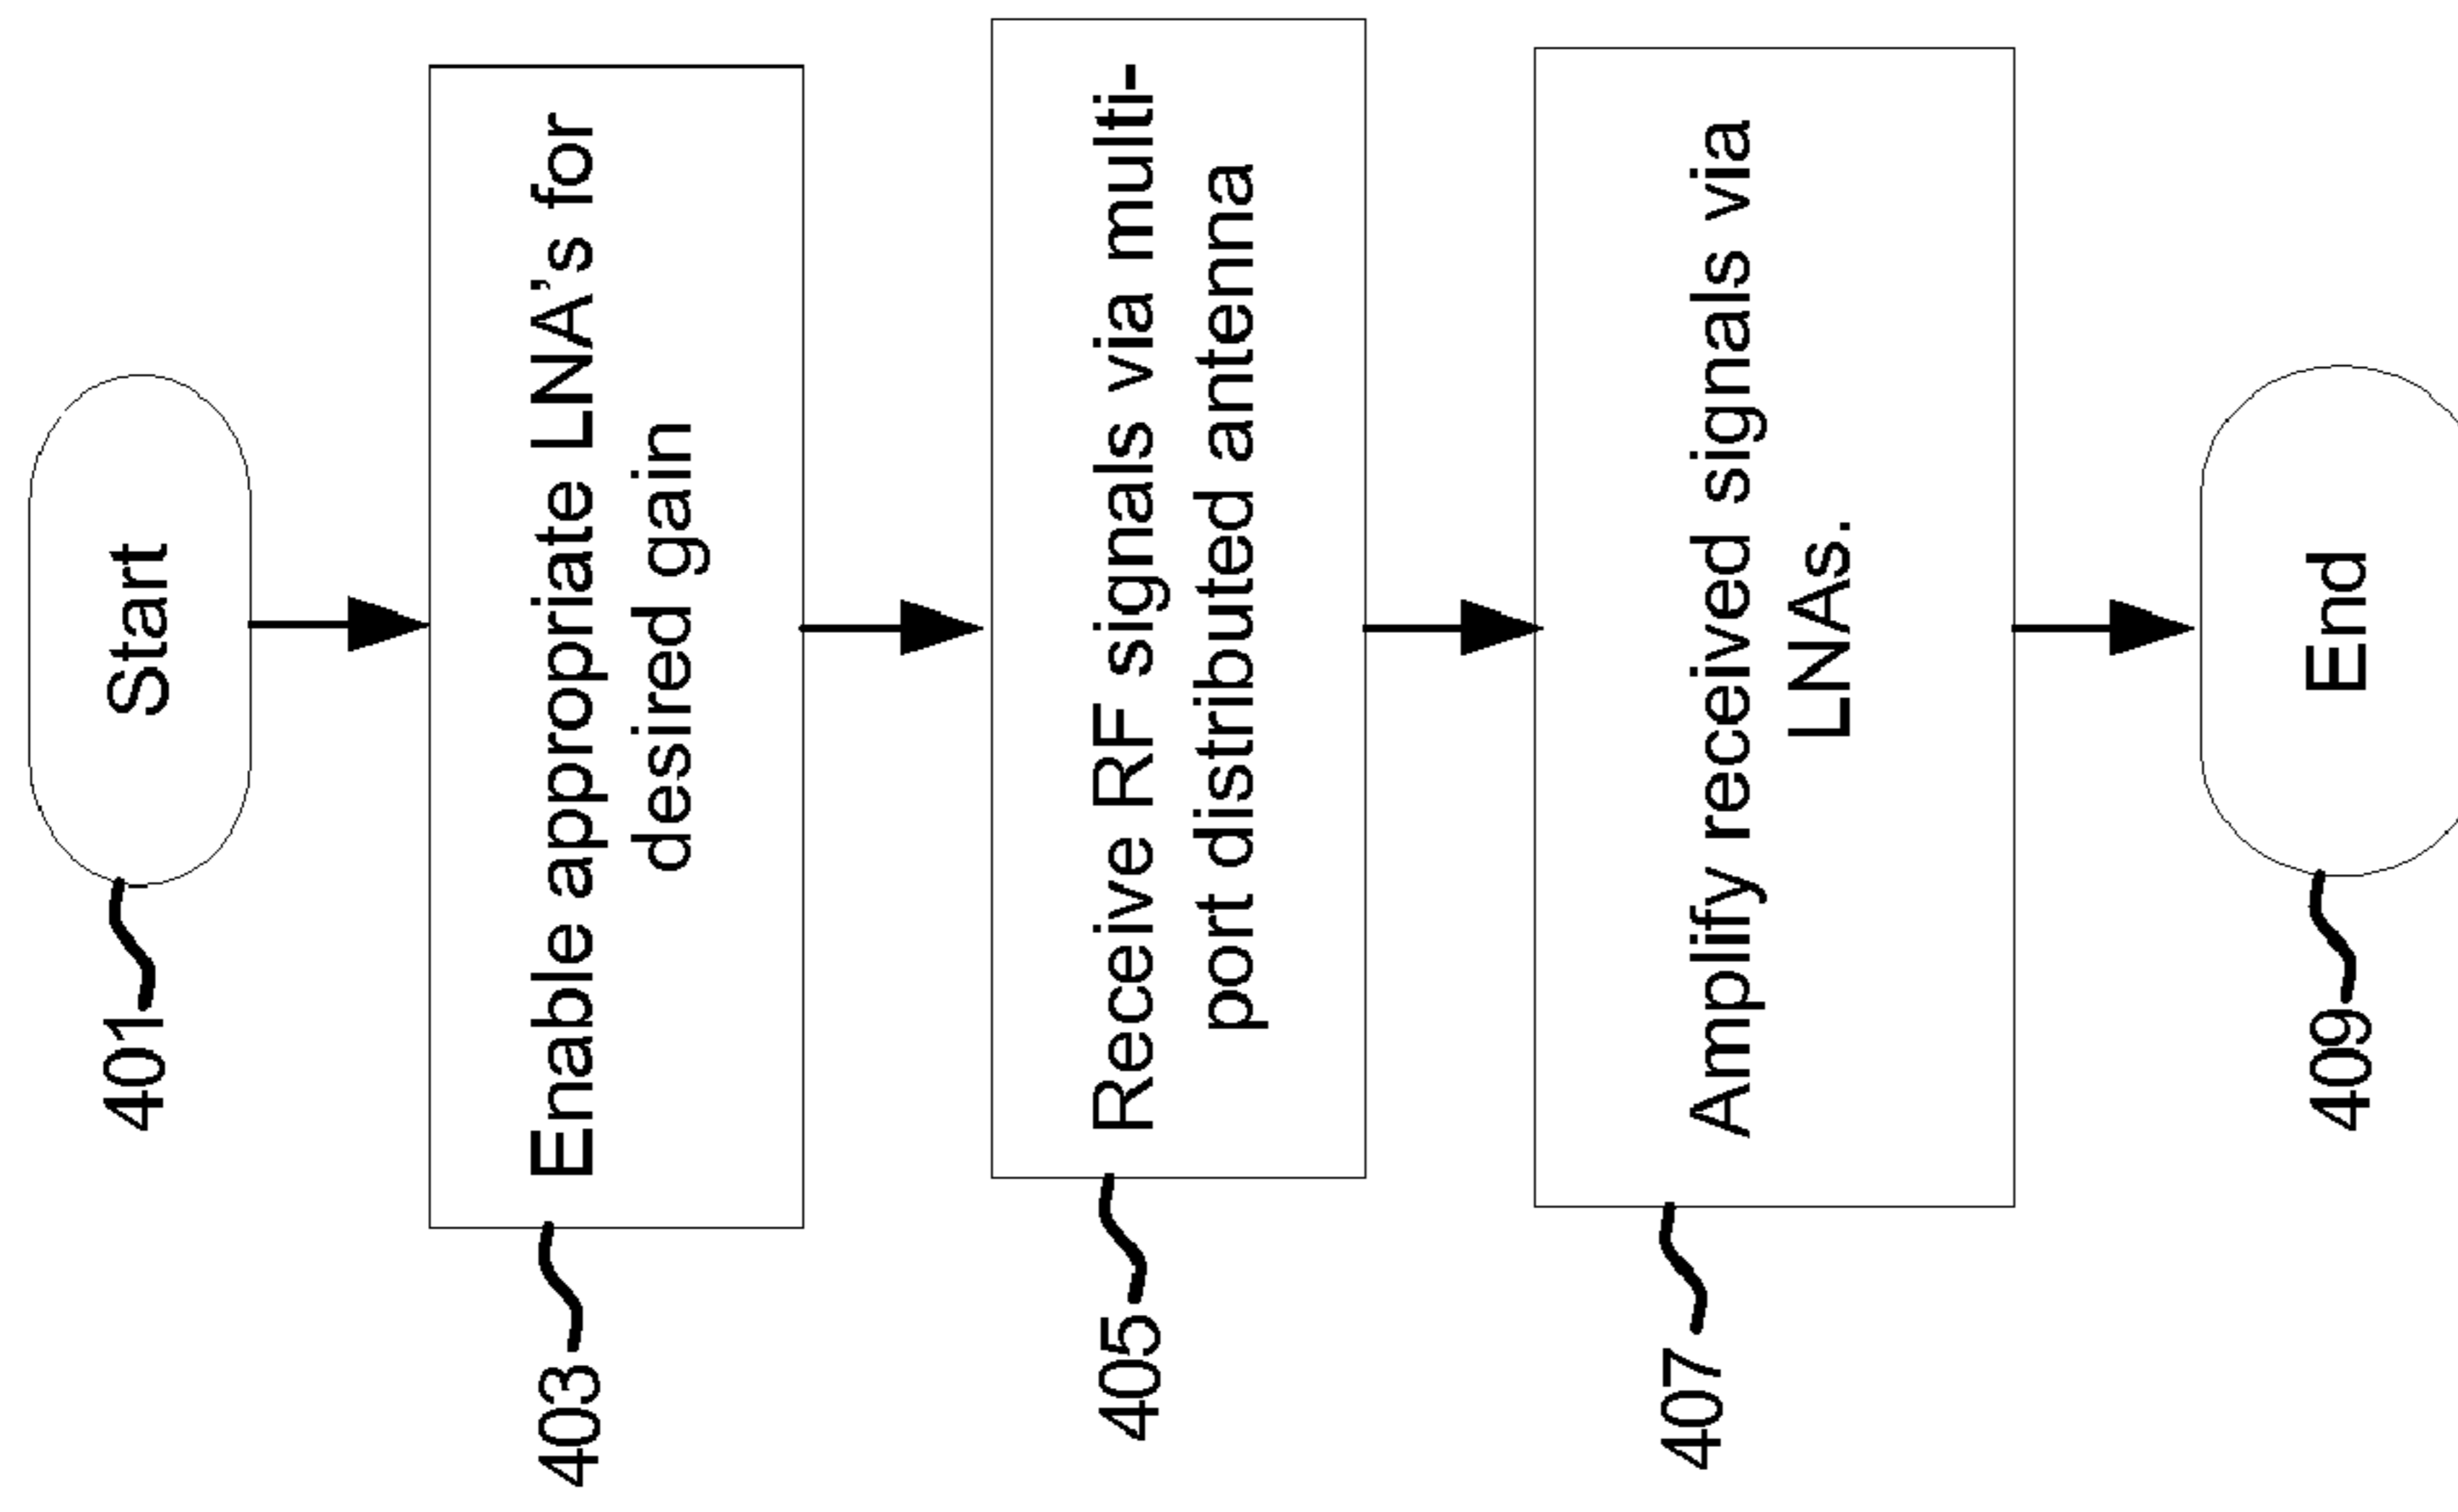 401
Start
403
Enable appropriate LNA's for
desired gain
405
Receive RF signals via multi-
port distributed antenna
407
Amplify received signals via
LNAs.
409
End